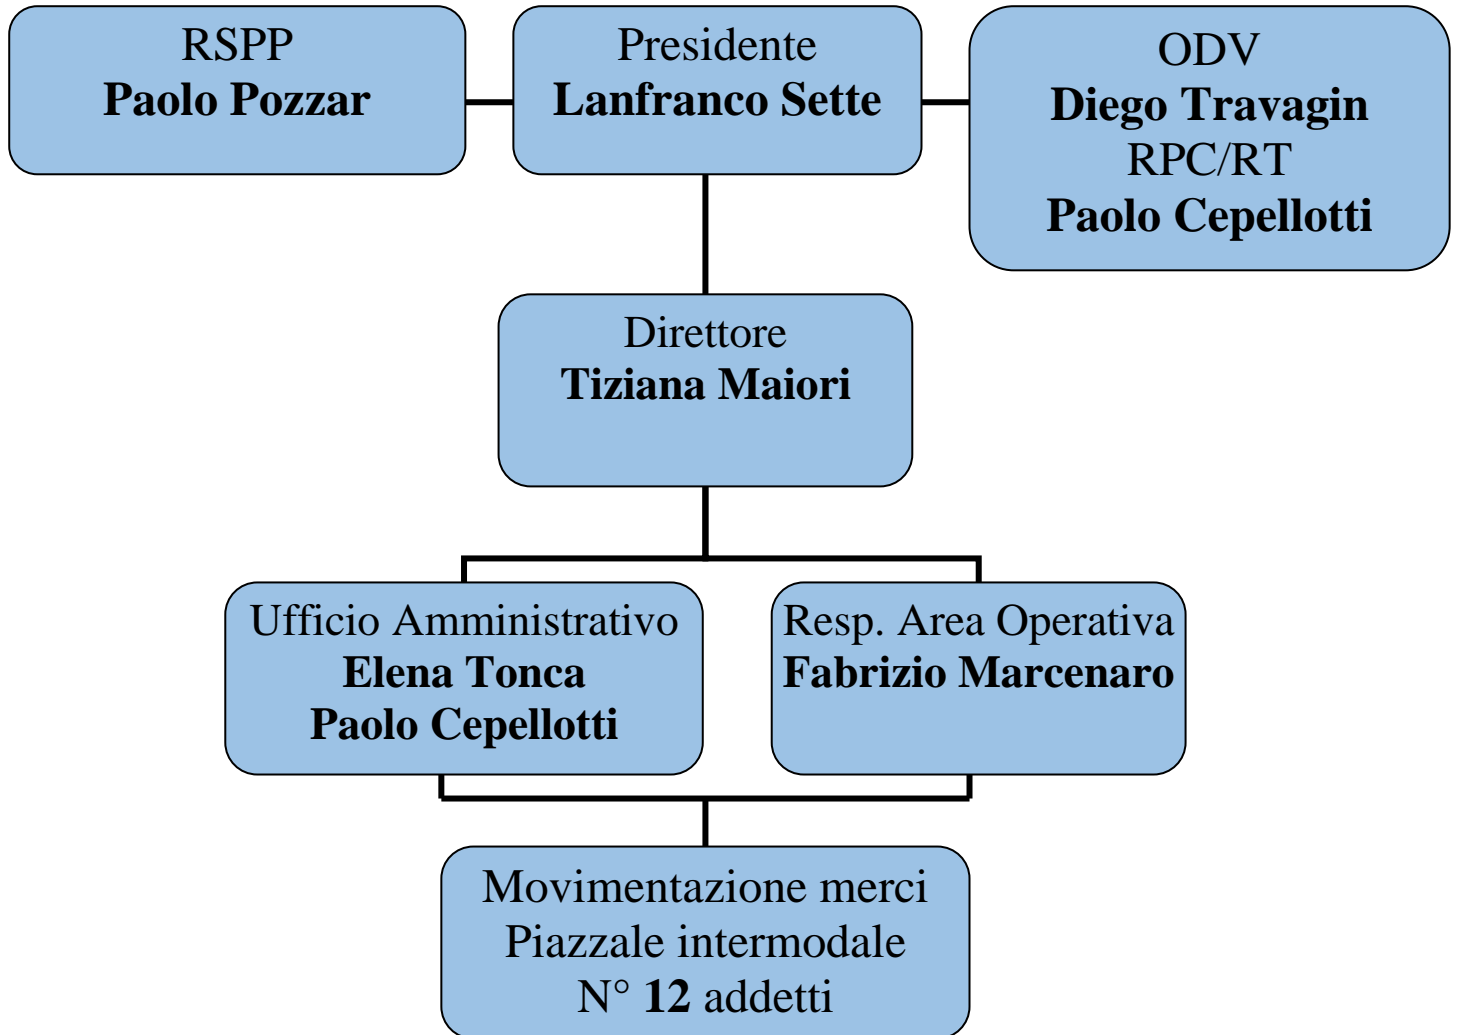 RSPP
Paolo Pozzar
Presidente
Lanfranco Sette
ODV
Diego Travagin
RPC/RT
Paolo Cepellotti
Direttore
Tiziana Maiori
Ufficio Amministrativo
Elena Tonca
Paolo Cepellotti
Resp. Area Operativa
Fabrizio Marcenaro
Movimentazione merci
Piazzale intermodale
N° 12 addetti